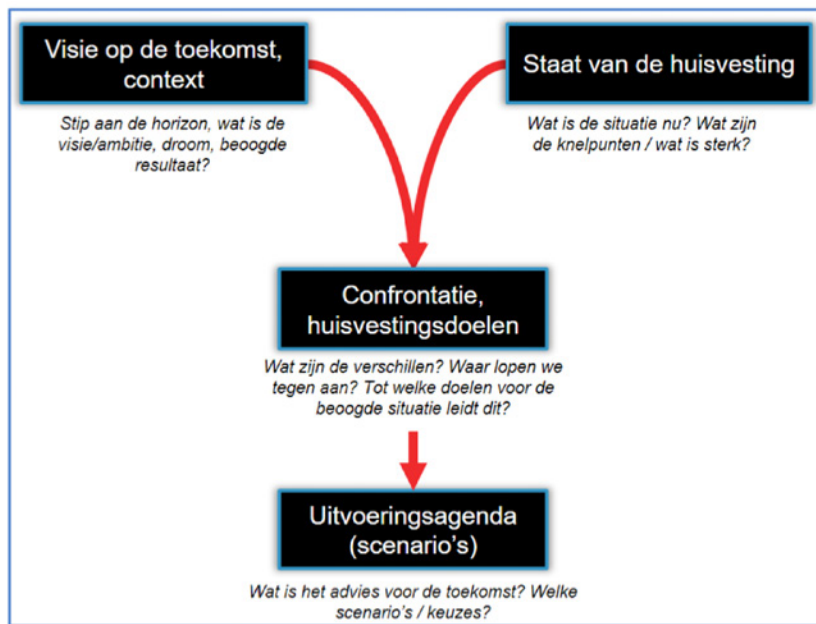 Visie op de toekomst,
context
Stip aan de horizon, wat is de
visie/ambitie, droom, beoogde
resultaat?
Staat van de huisvesting
Wat is de situatie nu? Wat zijn
de knelpunten / wat is sterk?
Confrontatie,
huisvestingsdoelen
Wat zijn de verschillen? Waar lopen we
tegen aan? Tot welke doelen voor de
beoogde situatie leidt dit?
Uitvoeringsagenda
(scenario's)
Wat is het advies voor de toekomst? Welke
scenario's / keuzes?